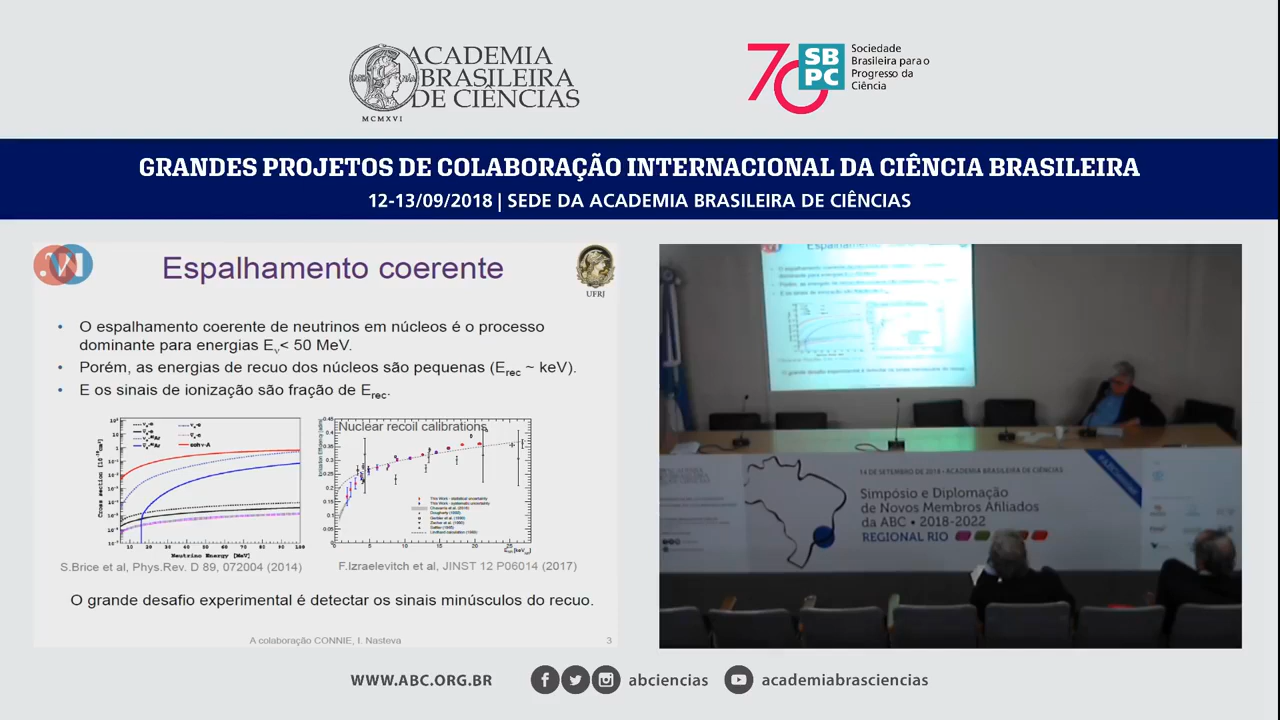 ACADEMIA
BRASILEIRA
DE CIÊNCIAS
MCMXVI
70
SB
PC
Sociedade
Brasileira para o
Progresso da
Ciência
GRANDES PROJETOS DE COLABORAÇÃO INTERNACIONAL DA CIÊNCIA BRASILEIRA
12-13/09/2018 | SEDE DA ACADEMIA BRASILEIRA DE CIÊNCIAS
Espalhamento coerente
UFRJ
• O espalhamento coerente de neutrinos em núcleos é o processo
dominante para energias Eν< 50 MeV.
• Porém, as energias de recuo dos núcleos são pequenas (Erec ~ keV).
• E os sinais de ionização são fração de Erec.
Nuclear recoil calibrations
Neutrino Energy [MeV]
S.Brice et al, Phys.Rev. D 89, 072004 (2014)
F.Izraelevitch et al, JINST 12 P06014 (2017)
O grande desafio experimental é detectar os sinais minúsculos do recuo.
A colaboração CONNIE, I. Nasteva
3
14 DE SETEMBRO DE 2018 - ACADEMIA BRASILEIRA DE CIÊNCIAS
Simpósio e Diplomação
de Novos Membros Afiliados
da ABC • 2018-2022
REGIONAL RIO
WWW.ABC.ORG.BR
abciencias
academiabrasciencias